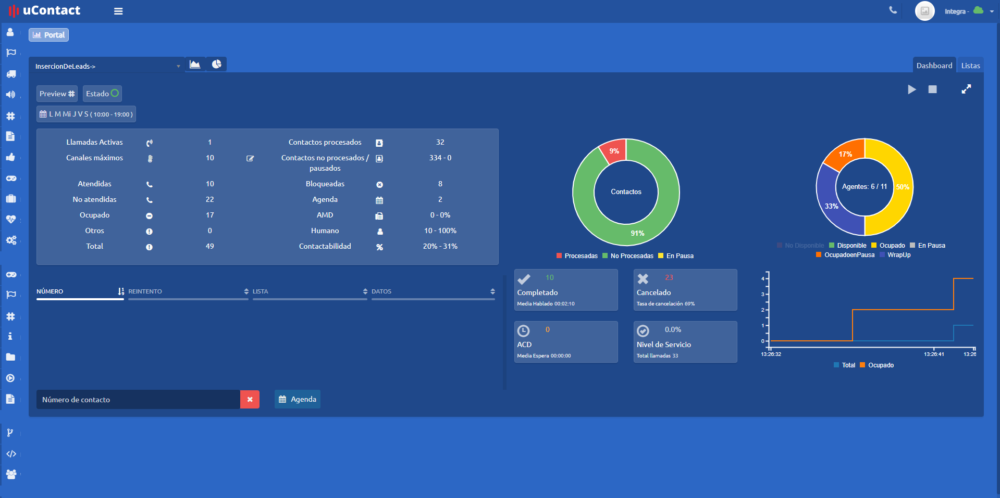 uContact
Integra -
Portal
InsercionDeLeads->
Dashboard
Listas
Preview
Estado
L M Mi J V S ( 10:00 - 19:00 )
Llamadas Activas 1
Contactos procesados 32
Canales máximos 10
Contactos no procesados / pausados 334 - 0
Atendidas 10
Bloqueadas 8
No atendidas 22
Agenda 2
Ocupado 17
AMD 0 - 0%
Otros 0
Humano 10 - 100%
Total 49
Contactabilidad 20% - 31%
9%
Contactos
91%
Procesadas No Procesadas En Pausa
17%
Agentes: 6 / 11
50%
33%
No Disponible Disponible Ocupado En Pausa
OcupadoenPausa WrapUp
NÚMERO REINTENTO LISTA DATOS
10
Completado
Media Hablado 00:02:10
23
Cancelado
Tasa de cancelación 69%
0
ACD
Media Espera 00:00:00
0.0%
Nivel de Servicio
Total llamadas 33
4
3
2
1
0
13:26:32 13:26:41 13:26
Total Ocupado
Número de contacto
Agenda